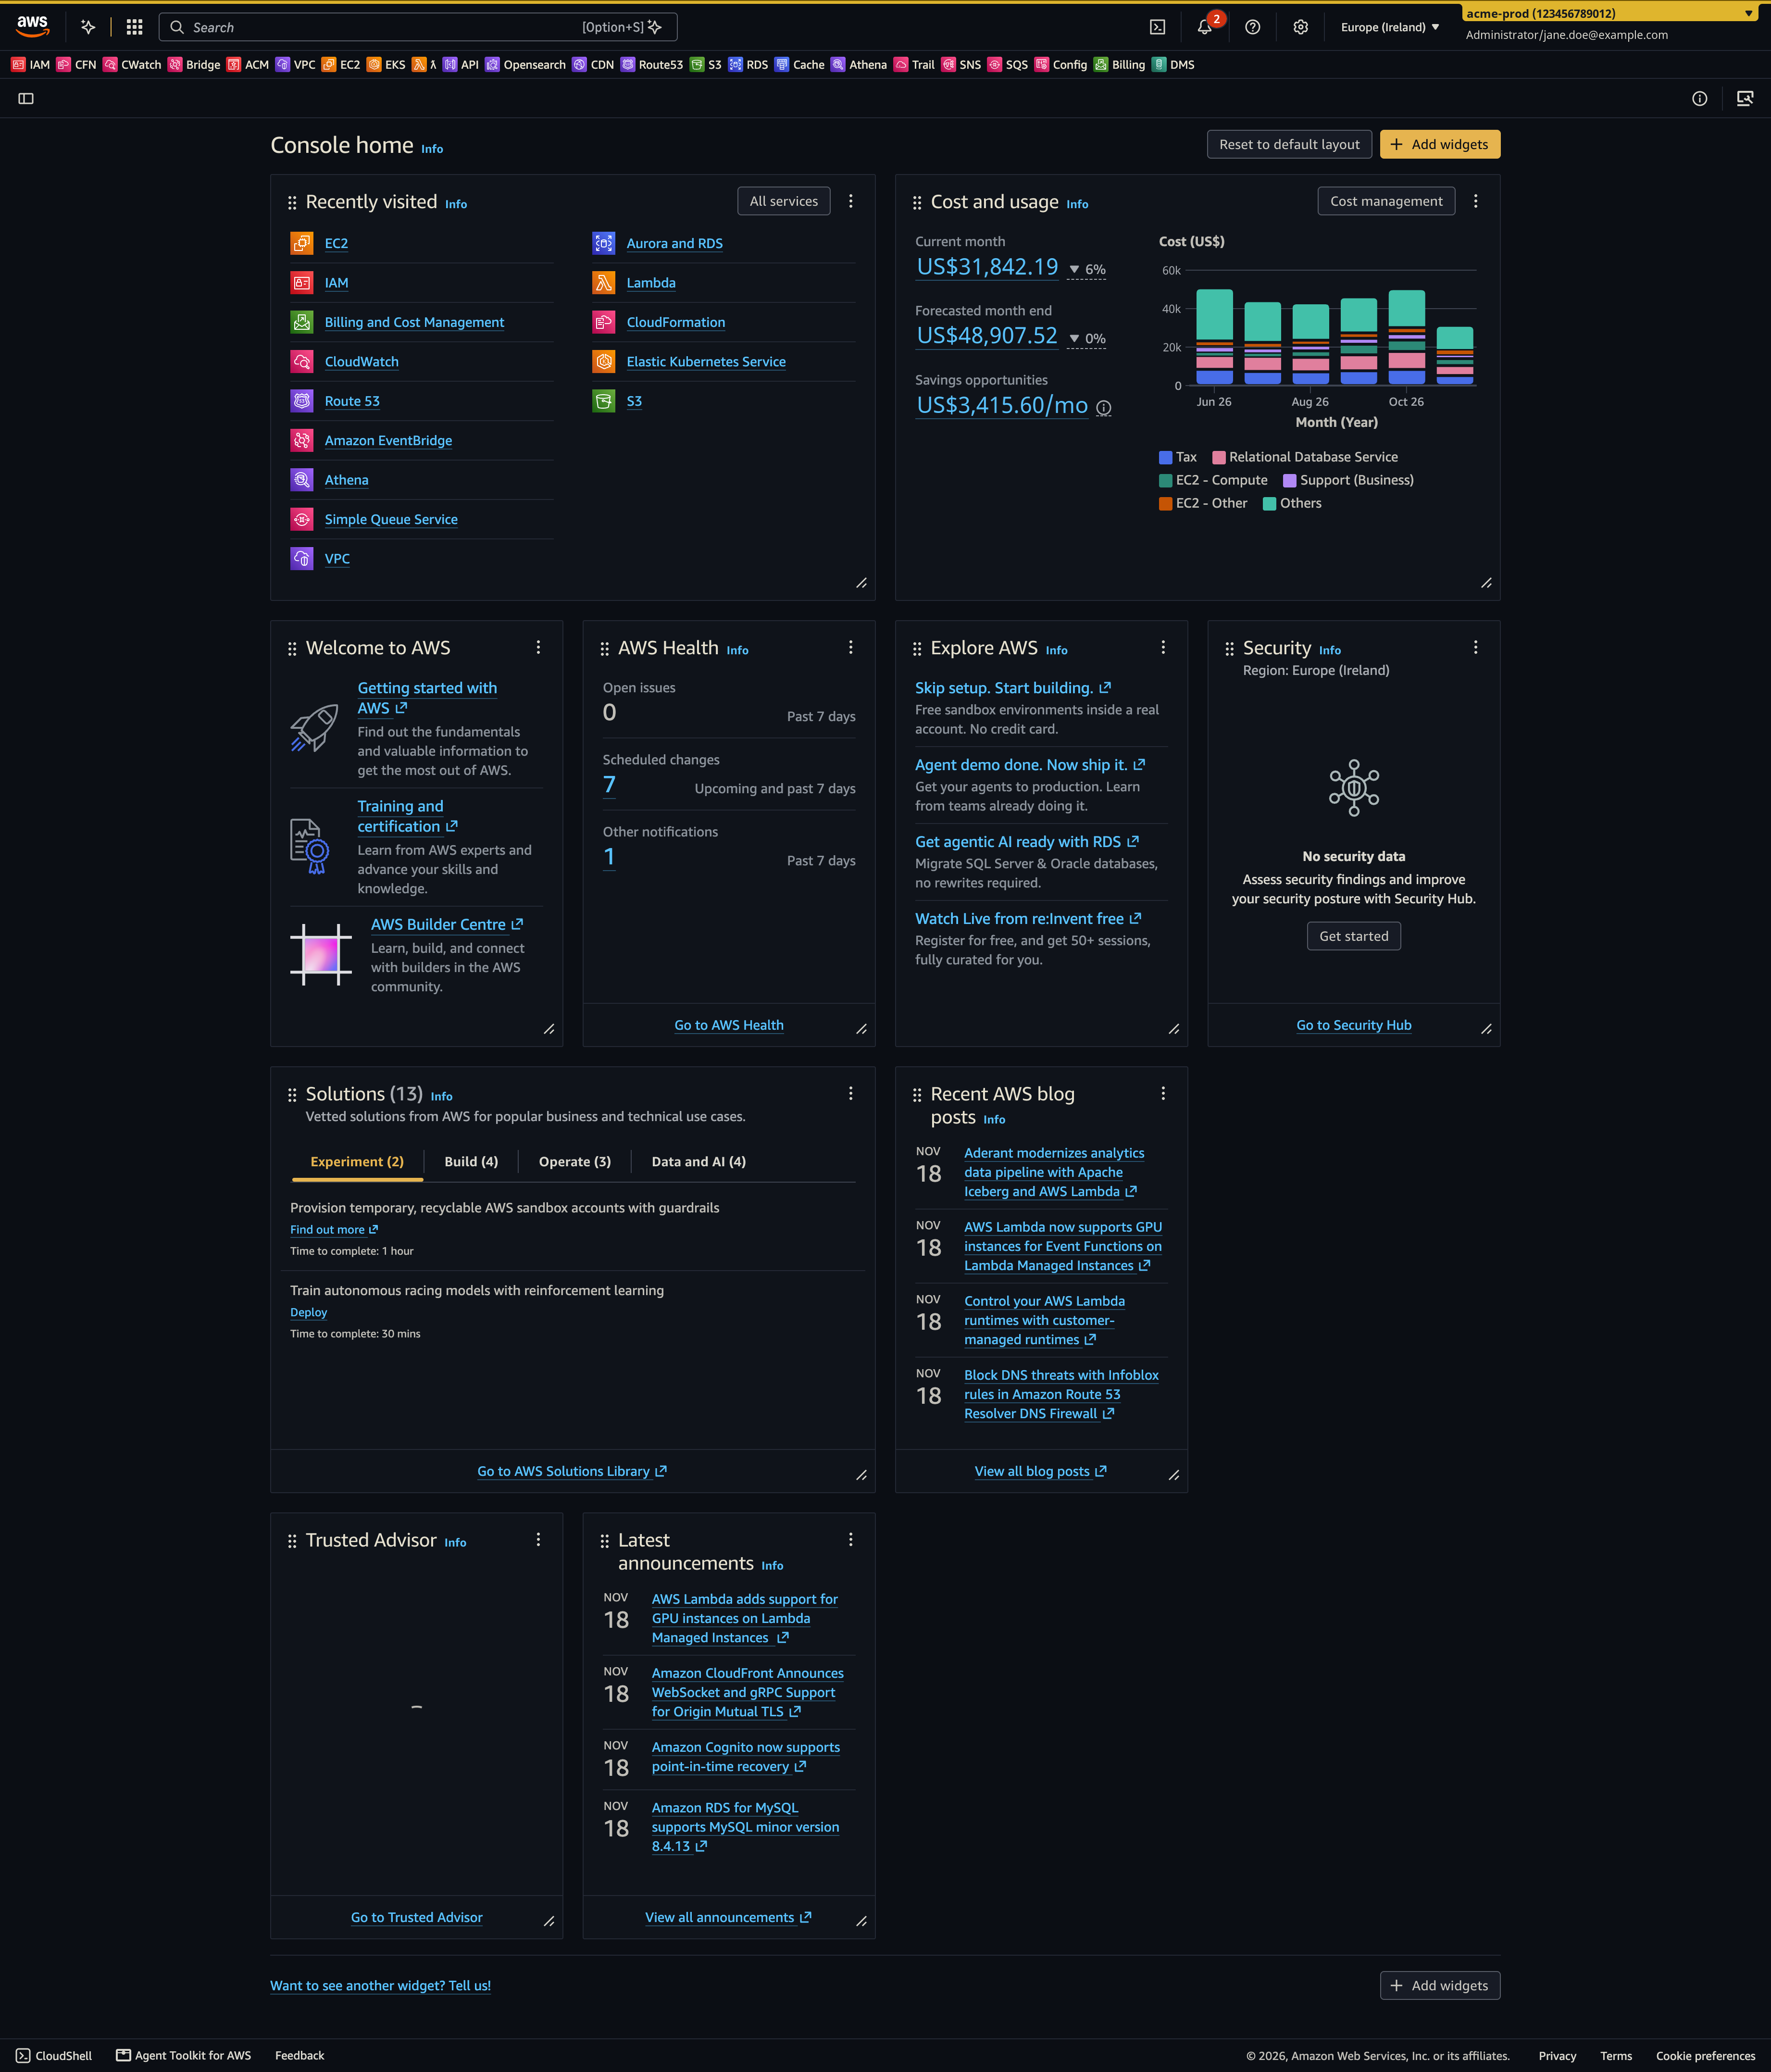 aws
Search
[Option+S]
2
Europe (Ireland)
acme-prod (123456789012)
Administrator/jane.doe@example.com
IAM CFN CWatch Bridge ACM VPC EC2 EKS λ API Opensearch CDN Route53 S3 RDS Cache Athena Trail SNS SQS Config Billing DMS
Console home Info
Reset to default layout
Add widgets
Recently visited Info
All services
EC2
IAM
Billing and Cost Management
CloudWatch
Route 53
Amazon EventBridge
Athena
Simple Queue Service
VPC
Aurora and RDS
Lambda
CloudFormation
Elastic Kubernetes Service
S3
Cost and usage Info
Cost management
Current month
US$31,842.19 6%
Forecasted month end
US$48,907.52 0%
Savings opportunities
US$3,415.60/mo
Cost (US$)
60k
40k
20k
0
Jun 26 Aug 26 Oct 26
Month (Year)
Tax Relational Database Service
EC2 - Compute Support (Business)
EC2 - Other Others
Welcome to AWS
Getting started with
AWS
Find out the fundamentals
and valuable information to
get the most out of AWS.
Training and
certification
Learn from AWS experts and
advance your skills and
knowledge.
AWS Builder Centre
Learn, build, and connect
with builders in the AWS
community.
AWS Health Info
Open issues
0 Past 7 days
Scheduled changes
7 Upcoming and past 7 days
Other notifications
1 Past 7 days
Go to AWS Health
Explore AWS Info
Skip setup. Start building.
Free sandbox environments inside a real
account. No credit card.
Agent demo done. Now ship it.
Get your agents to production. Learn
from teams already doing it.
Get agentic AI ready with RDS
Migrate SQL Server & Oracle databases,
no rewrites required.
Watch Live from re:Invent free
Register for free, and get 50+ sessions,
fully curated for you.
Security Info
Region: Europe (Ireland)
No security data
Assess security findings and improve
your security posture with Security Hub.
Get started
Go to Security Hub
Solutions (13) Info
Vetted solutions from AWS for popular business and technical use cases.
Experiment (2) Build (4) Operate (3) Data and AI (4)
Provision temporary, recyclable AWS sandbox accounts with guardrails
Find out more
Time to complete: 1 hour
Train autonomous racing models with reinforcement learning
Deploy
Time to complete: 30 mins
Go to AWS Solutions Library
Recent AWS blog
posts Info
NOV
18
Aderant modernizes analytics
data pipeline with Apache
Iceberg and AWS Lambda
NOV
18
AWS Lambda now supports GPU
instances for Event Functions on
Lambda Managed Instances
NOV
18
Control your AWS Lambda
runtimes with customer-
managed runtimes
NOV
18
Block DNS threats with Infoblox
rules in Amazon Route 53
Resolver DNS Firewall
View all blog posts
Trusted Advisor Info
Go to Trusted Advisor
Latest
announcements Info
NOV
18
AWS Lambda adds support for
GPU instances on Lambda
Managed Instances
NOV
18
Amazon CloudFront Announces
WebSocket and gRPC Support
for Origin Mutual TLS
NOV
18
Amazon Cognito now supports
point-in-time recovery
NOV
18
Amazon RDS for MySQL
supports MySQL minor version
8.4.13
View all announcements
Want to see another widget? Tell us!
Add widgets
CloudShell Agent Toolkit for AWS Feedback
© 2026, Amazon Web Services, Inc. or its affiliates. Privacy Terms Cookie preferences